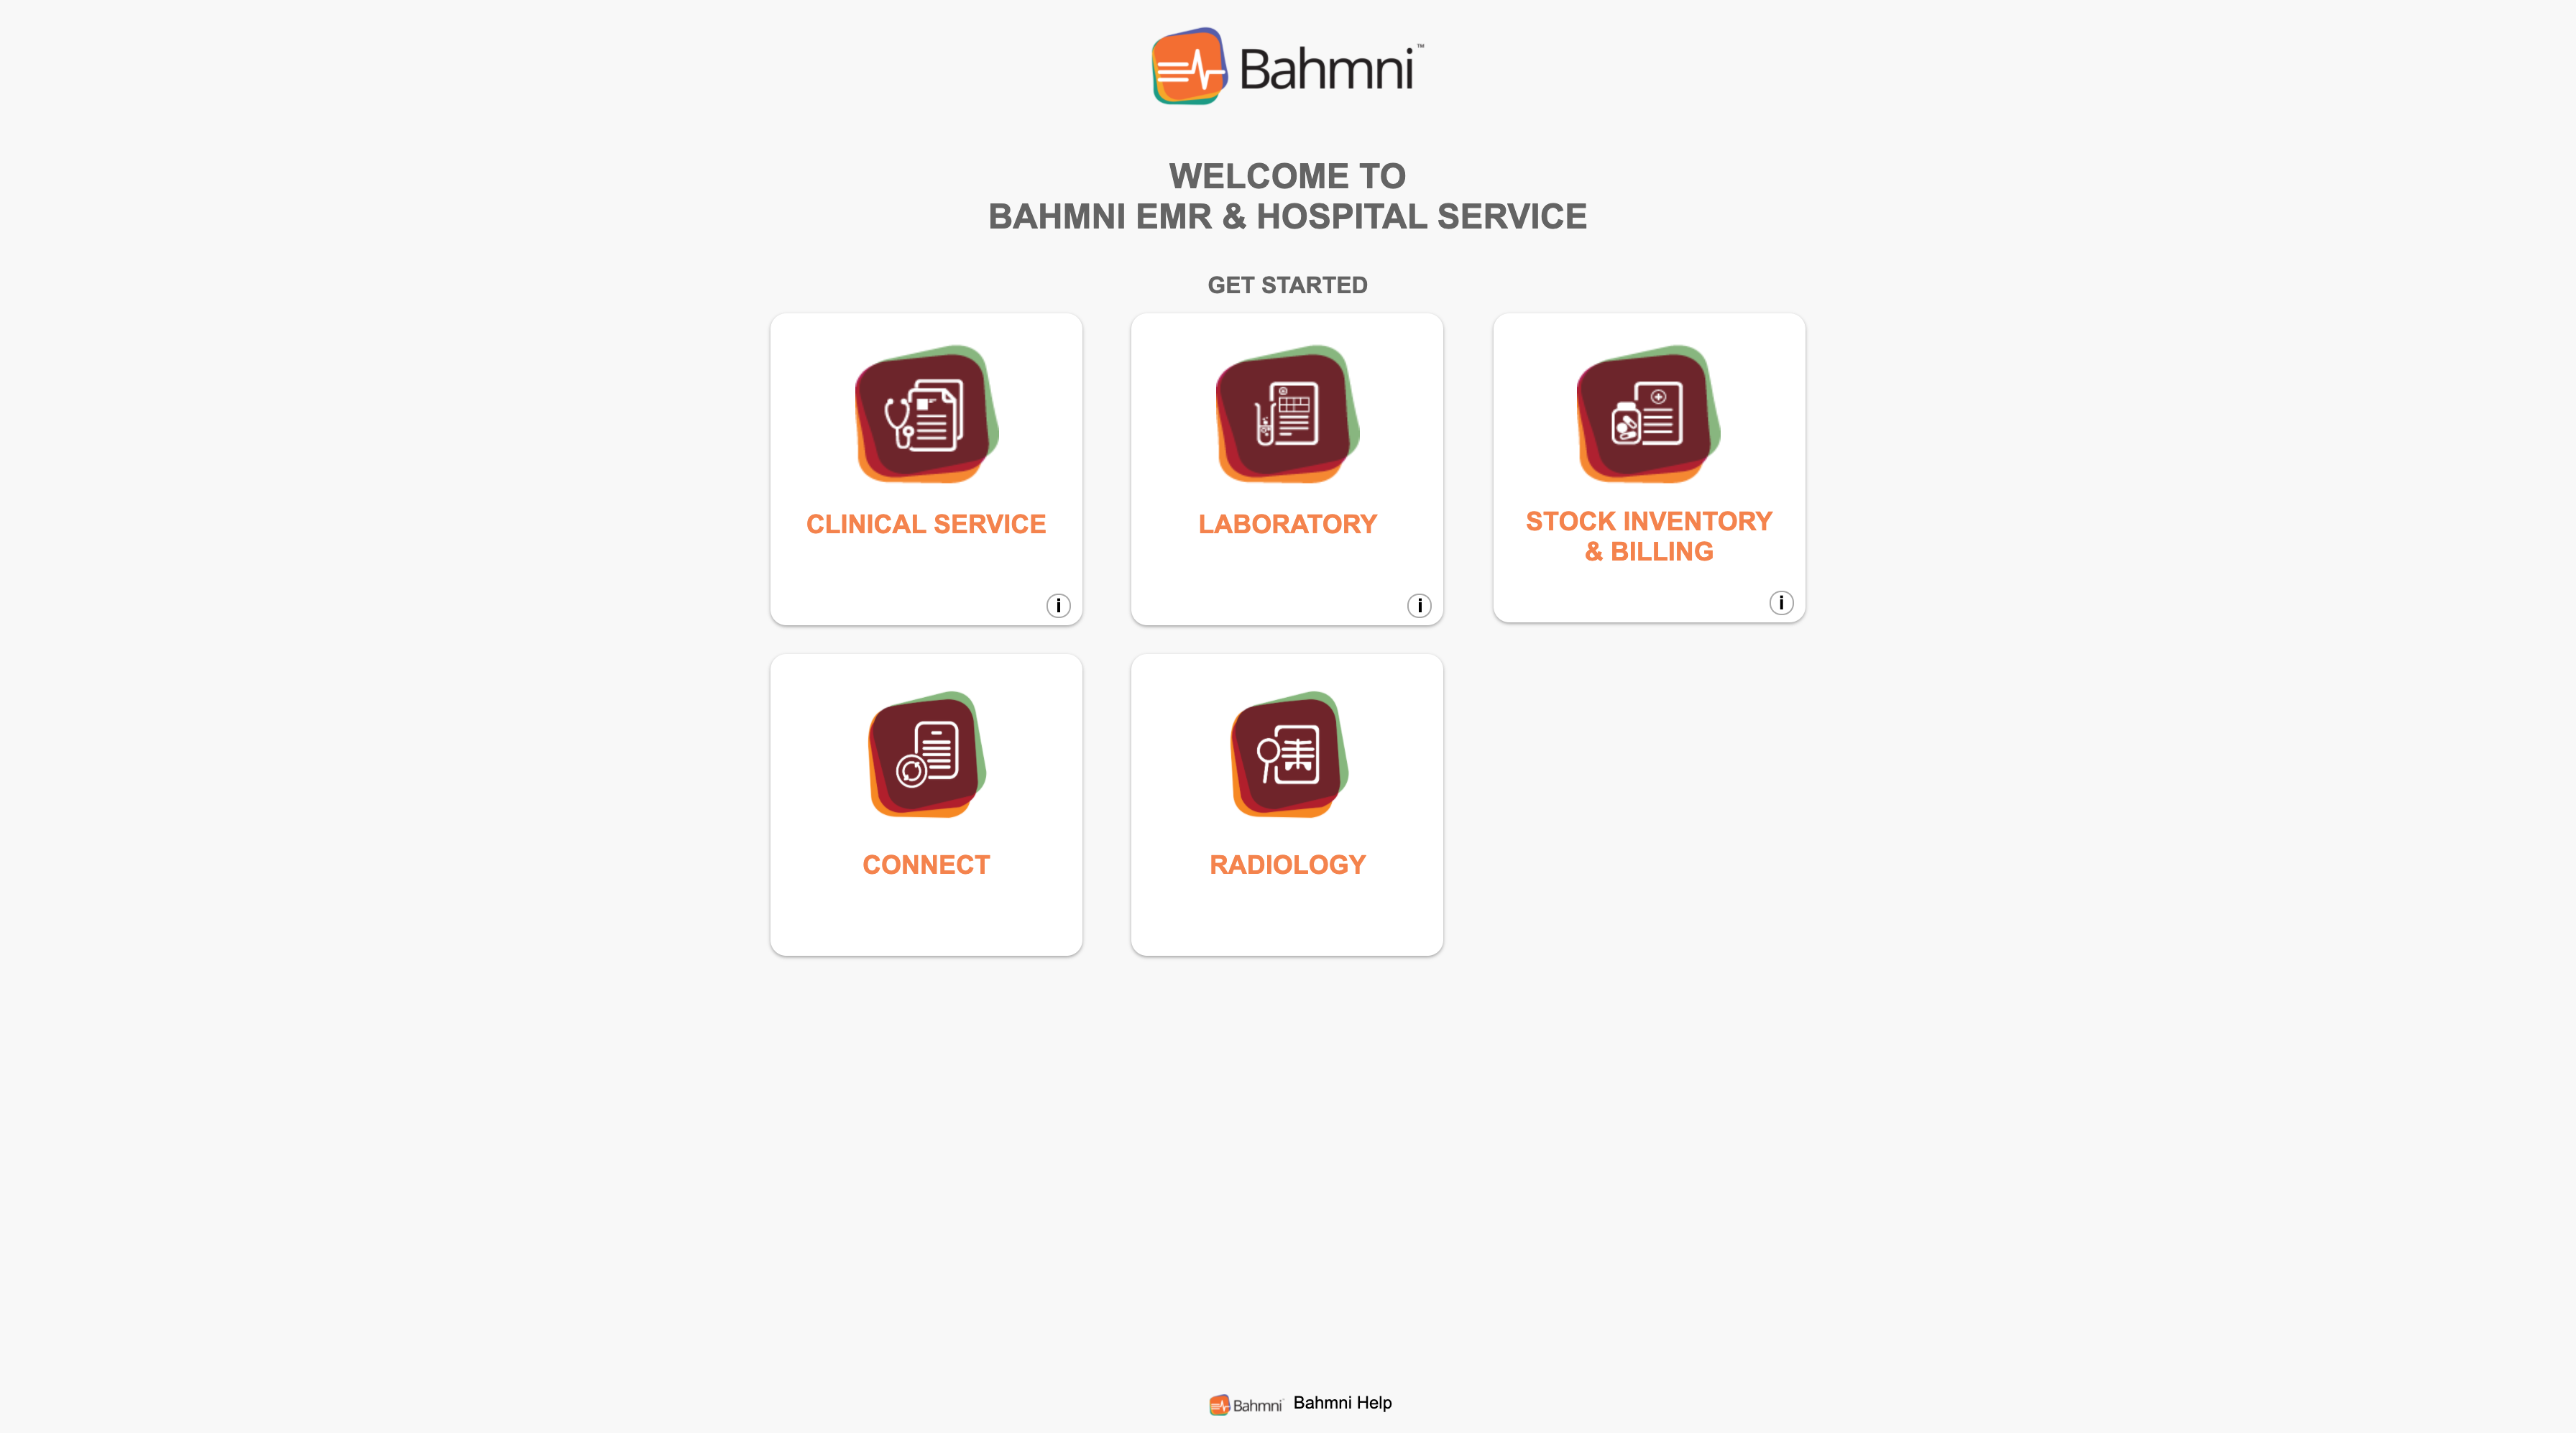 Bahmni™
WELCOME TO
BAHMNI EMR & HOSPITAL SERVICE
GET STARTED
CLINICAL SERVICE
i
LABORATORY
i
STOCK INVENTORY
& BILLING
i
CONNECT
RADIOLOGY
Bahmni Bahmni Help